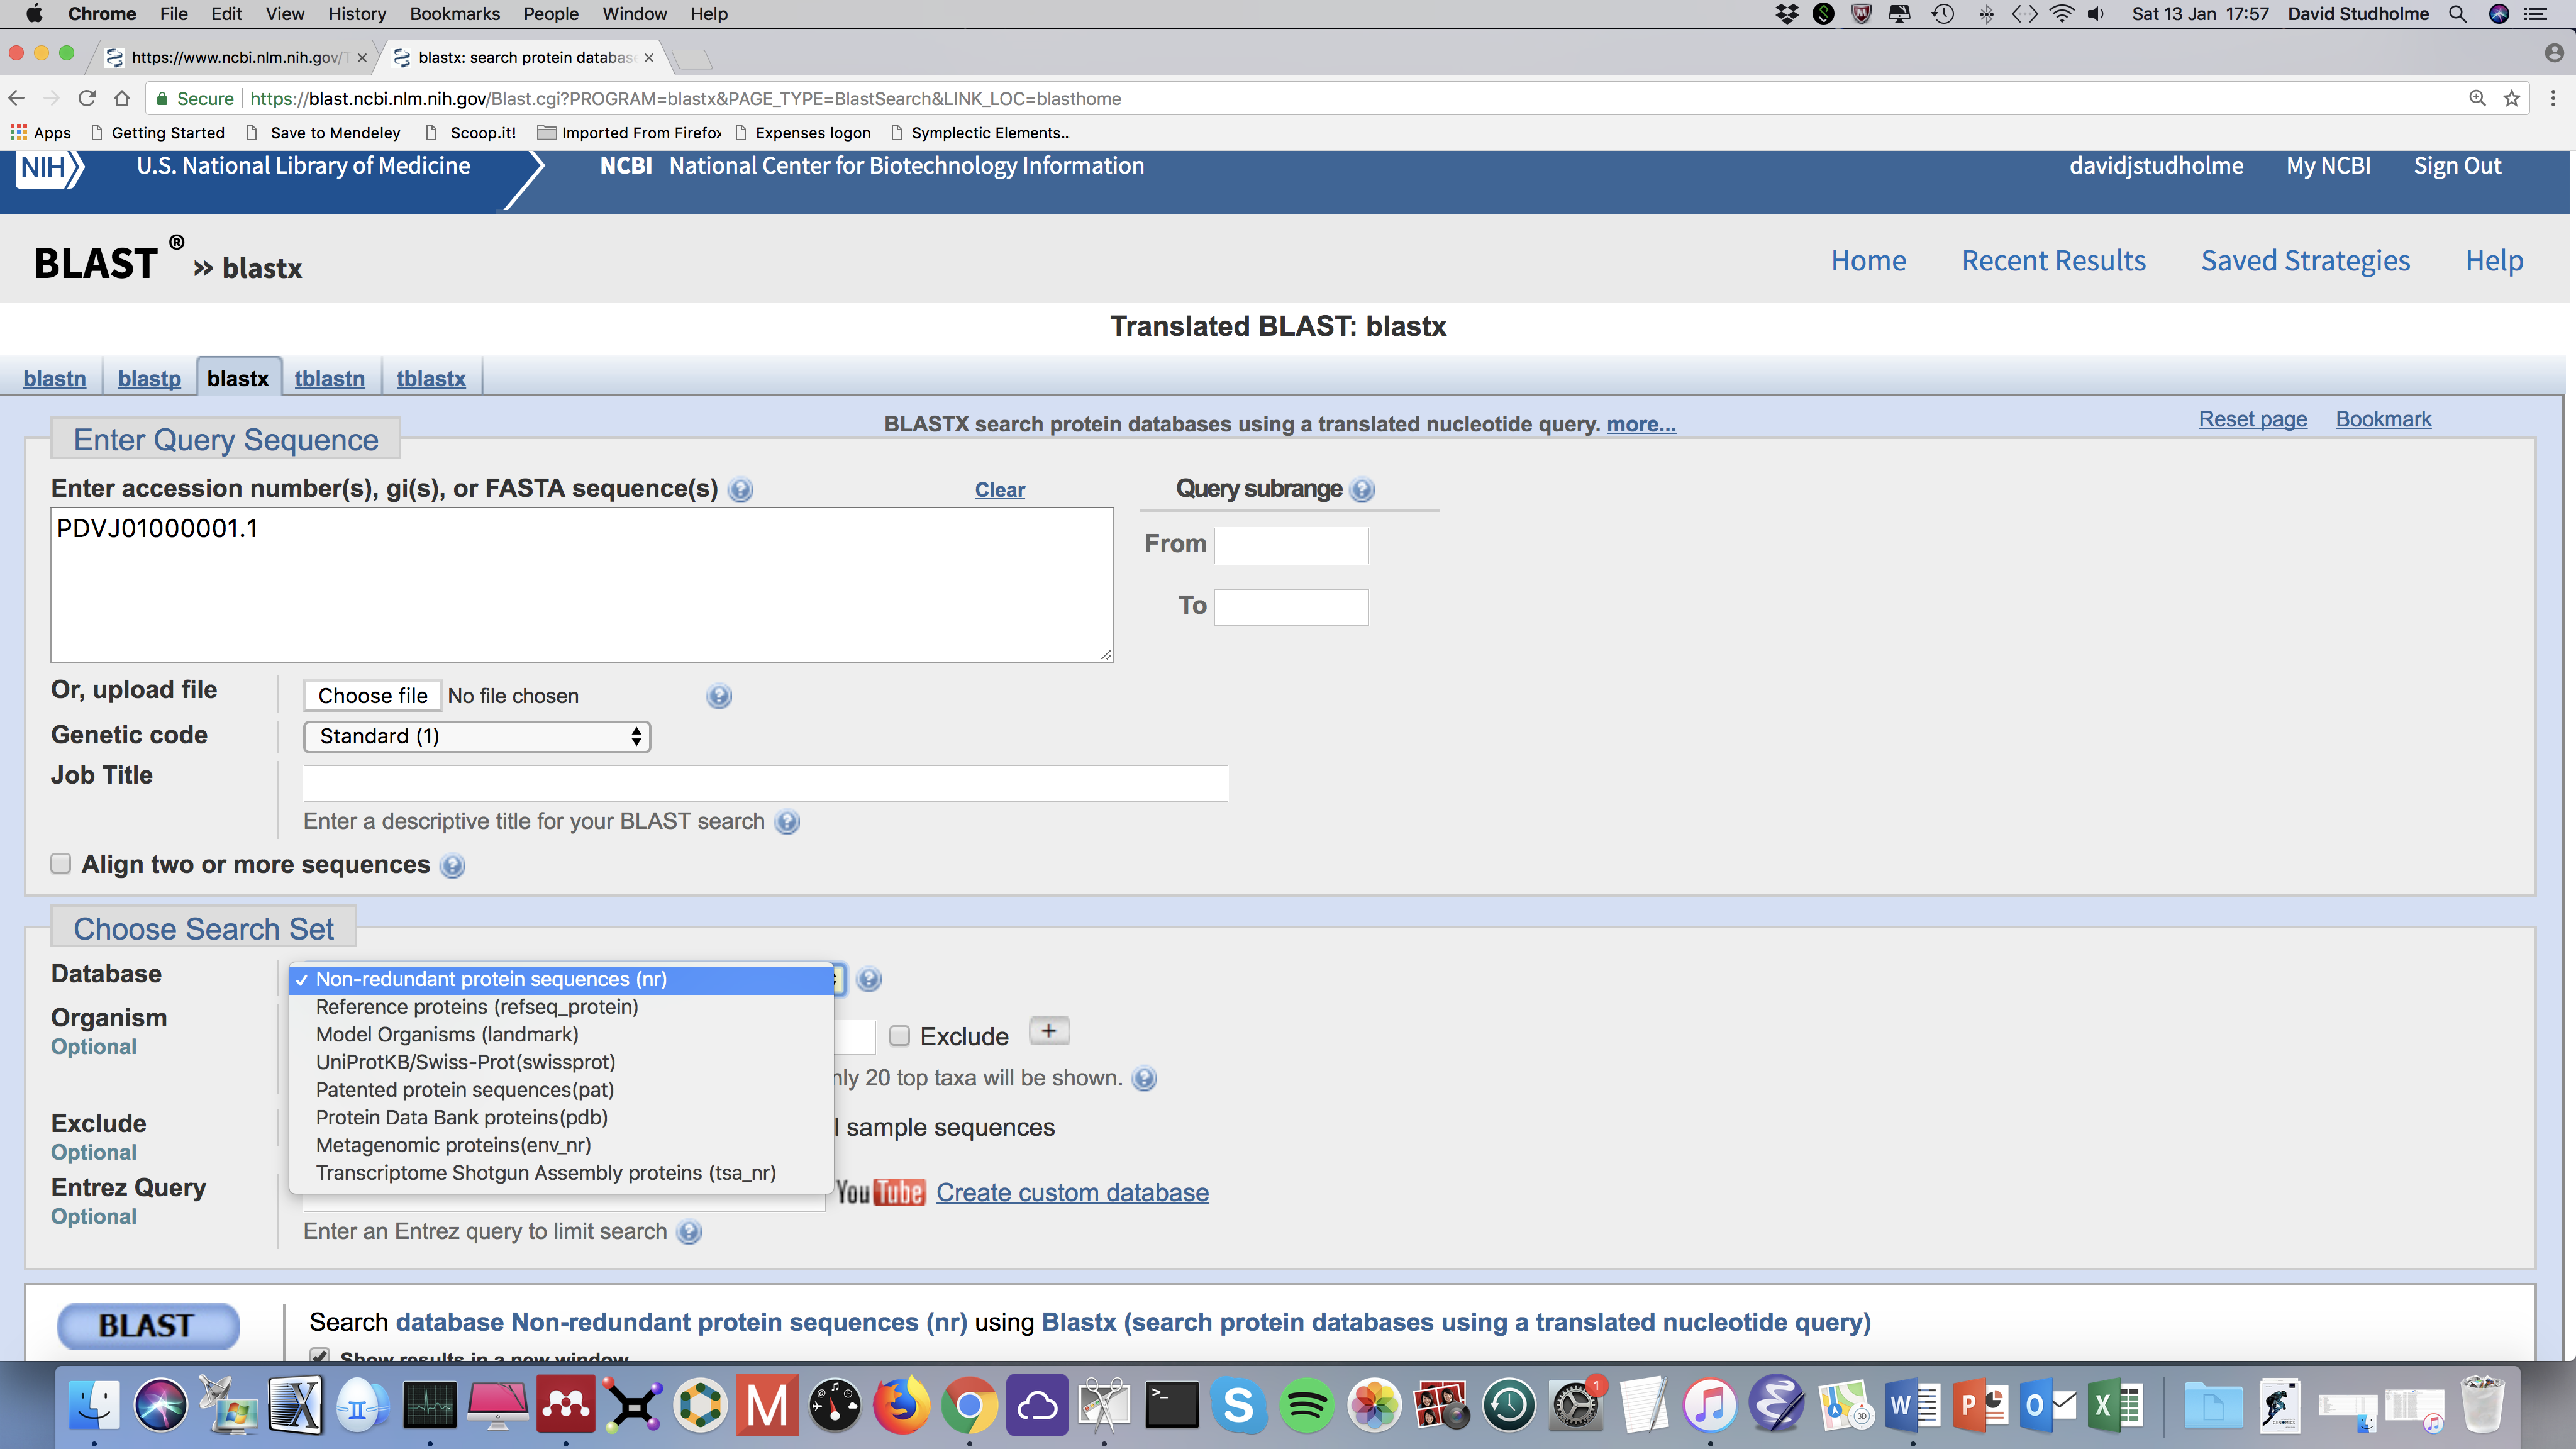 Chrome File Edit View History Bookmarks People Window Help Sat 13 Jan 17:57 David Studholme
https://www.ncbi.nlm.nih.gov/ blastx: search protein databas
Secure https://blast.ncbi.nlm.nih.gov/Blast.cgi?PROGRAM=blastx&PAGE_TYPE=BlastSearch&LINK_LOC=blasthome
Apps Getting Started Save to Mendeley Scoop.it! Imported From Firefox Expenses logon Symplectic Elements…
NIH U.S. National Library of Medicine NCBI National Center for Biotechnology Information davidjstudholme My NCBI Sign Out
BLAST ® » blastx Home Recent Results Saved Strategies Help
Translated BLAST: blastx
blastn blastp blastx tblastn tblastx
BLASTX search protein databases using a translated nucleotide query. more... Reset page Bookmark
Enter Query Sequence
Enter accession number(s), gi(s), or FASTA sequence(s) Clear Query subrange
PDVJ01000001.1
From
To
Or, upload file Choose file No file chosen
Genetic code Standard (1)
Job Title
Enter a descriptive title for your BLAST search
Align two or more sequences
Choose Search Set
Database ✓ Non-redundant protein sequences (nr)
Reference proteins (refseq_protein)
Organism Model Organisms (landmark) Exclude +
Optional UniProtKB/Swiss-Prot(swissprot)
Patented protein sequences(pat) nly 20 top taxa will be shown.
Exclude Protein Data Bank proteins(pdb) l sample sequences
Optional Metagenomic proteins(env_nr)
Transcriptome Shotgun Assembly proteins (tsa_nr)
Entrez Query YouTube Create custom database
Optional
Enter an Entrez query to limit search
BLAST Search database Non-redundant protein sequences (nr) using Blastx (search protein databases using a translated nucleotide query)
Show results in a new window